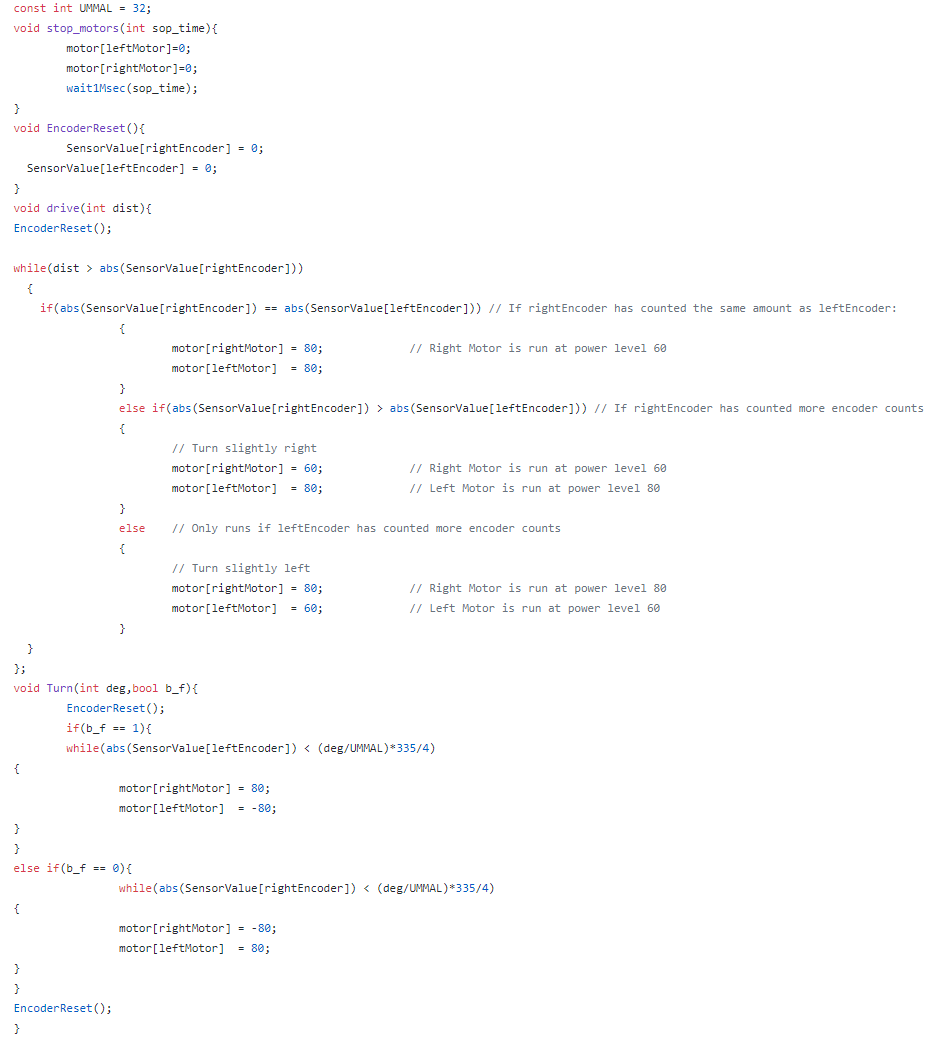 const int UMMAL = 32;
void stop_motors(int sop_time){
motor[leftMotor]=0;
motor[rightMotor]=0;
wait1Msec(sop_time);
}
void EncoderReset(){
SensorValue[rightEncoder] = 0;
SensorValue[leftEncoder] = 0;
}
void drive(int dist){
EncoderReset();
while(dist > abs(SensorValue[rightEncoder]))
{
if(abs(SensorValue[rightEncoder]) == abs(SensorValue[leftEncoder])) // If rightEncoder has counted the same amount as leftEncoder:
{
motor[rightMotor] = 80; // Right Motor is run at power level 60
motor[leftMotor]  = 80;
}
else if(abs(SensorValue[rightEncoder]) > abs(SensorValue[leftEncoder])) // If rightEncoder has counted more encoder counts
{
// Turn slightly right
motor[rightMotor] = 60; // Right Motor is run at power level 60
motor[leftMotor]  = 80; // Left Motor is run at power level 80
}
else // Only runs if leftEncoder has counted more encoder counts
{
// Turn slightly left
motor[rightMotor] = 80; // Right Motor is run at power level 80
motor[leftMotor]  = 60; // Left Motor is run at power level 60
}
}
};
void Turn(int deg,bool b_f){
EncoderReset();
if(b_f == 1){
while(abs(SensorValue[leftEncoder]) < (deg/UMMAL)*335/4)
{
motor[rightMotor] = 80;
motor[leftMotor]  = -80;
}
}
else if(b_f == 0){
while(abs(SensorValue[rightEncoder]) < (deg/UMMAL)*335/4)
{
motor[rightMotor] = -80;
motor[leftMotor]  = 80;
}
}
EncoderReset();
}